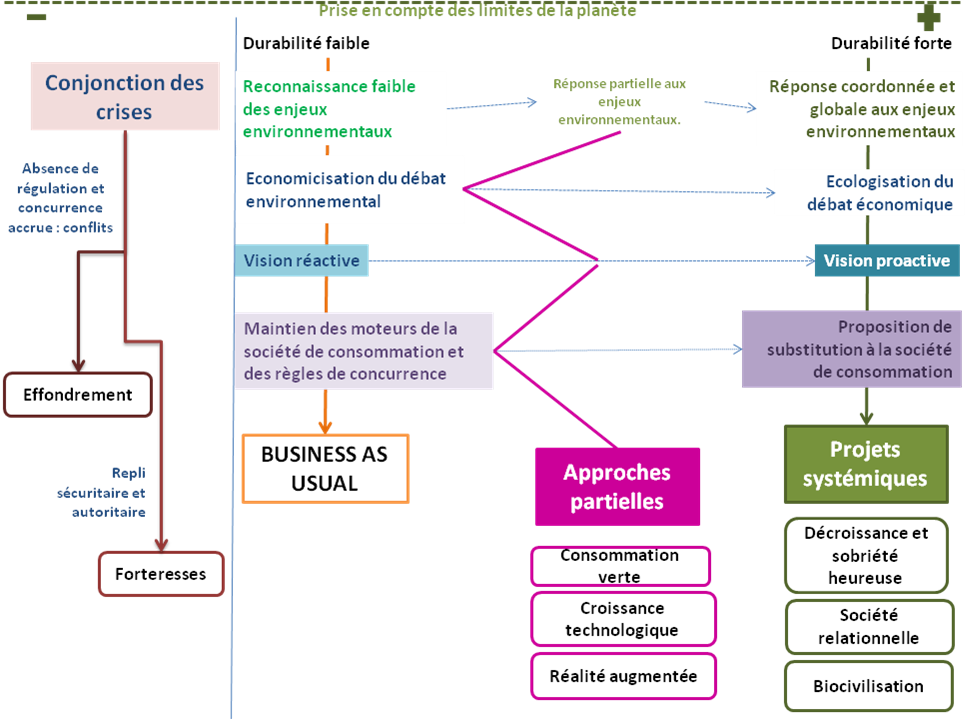 Prise en compte des limites de la planète
Conjonction des
crises
Absence de
régulation et
concurrence
accrue : conflits
Effondrement
Repli
sécuritaire et
autoritaire
Forteresses
Durabilité faible
Reconnaissance faible
des enjeux
environnementaux
Economicisation du débat
environnemental
Vision réactive
Maintien des moteurs de la
société de consommation et
des règles de concurrence
BUSINESS AS
USUAL
Réponse partielle aux
enjeux
environnementaux.
Approches
partielles
Consommation
verte
Croissance
technologique
Réalité augmentée
Durabilité forte
Réponse coordonnée et
globale aux enjeux
environnementaux
Ecologisation du
débat économique
Vision proactive
Proposition de
substitution à la société
de consommation
Projets
systémiques
Décroissance et
sobriété
heureuse
Société
relationnelle
Biocivilisation